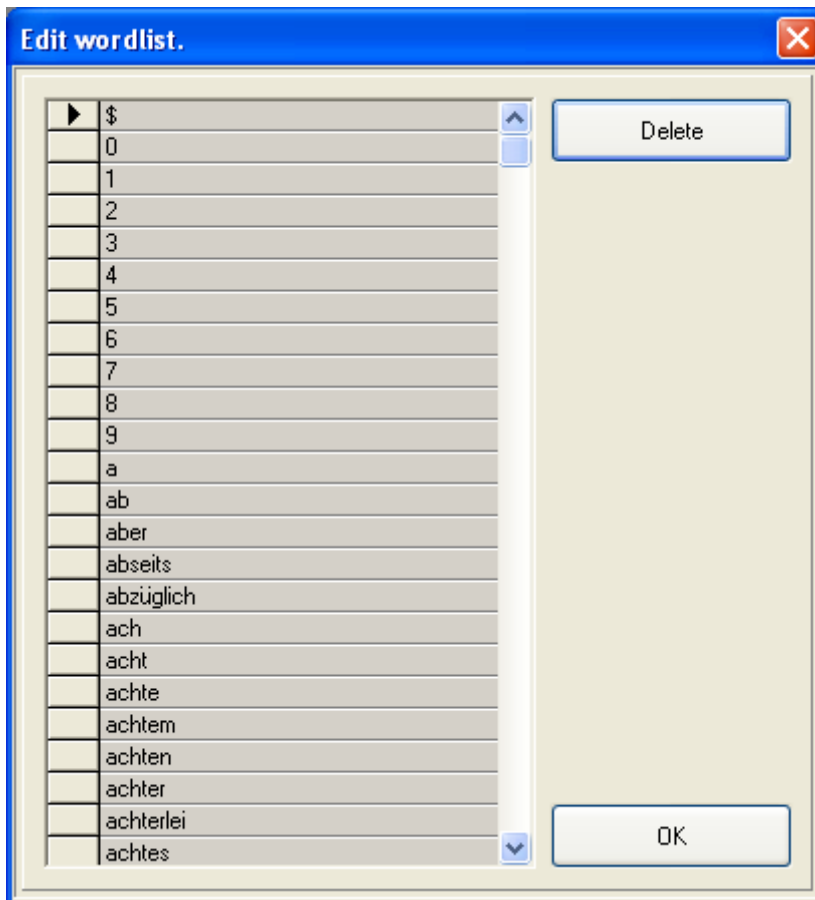 Edit wordlist.
$
0
1
2
3
4
5
6
7
8
9
a
ab
aber
abseits
abzüglich
ach
acht
achte
achtem
achten
achter
achterlei
achtes
Delete
OK